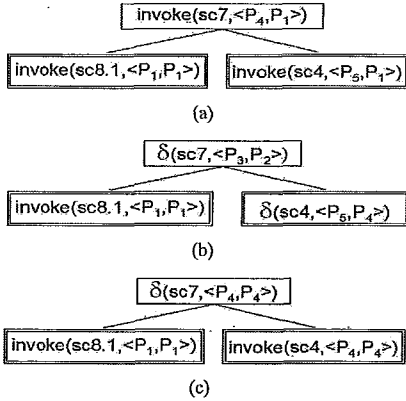 invoke(sc7,<P₄,P₁>)
invoke(sc8.1,<P₁,P₁>) invoke(sc4,<P₅,P₁>)
(a)
δ(sc7,<P₃,P₂>)
invoke(sc8.1,<P₁,P₁>) δ(sc4,<P₅,P₄>)
(b)
δ(sc7,<P₄,P₄>)
invoke(sc8.1,<P₁,P₁>) invoke(sc4,<P₄,P₄>)
(c)